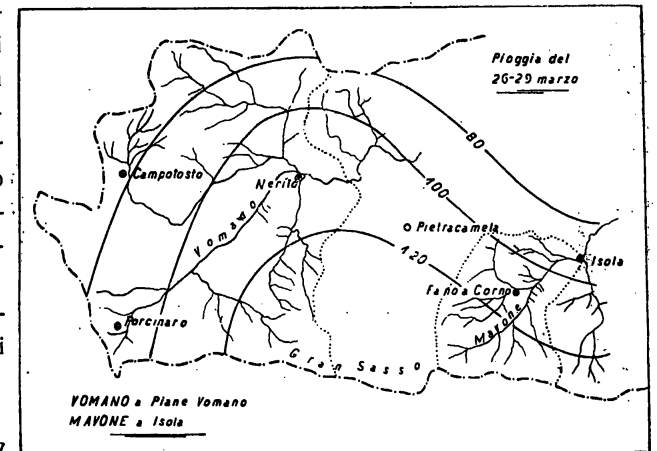 Pioggia del
26-29 marzo
80
100
120
Campotosto
Nerito
Vomano
Pietracamela
Isola
Fano a Corno
Mavone
Porcinaro
Gran Sasso
VOMANO a Piane Vomano
MAVONE a Isola